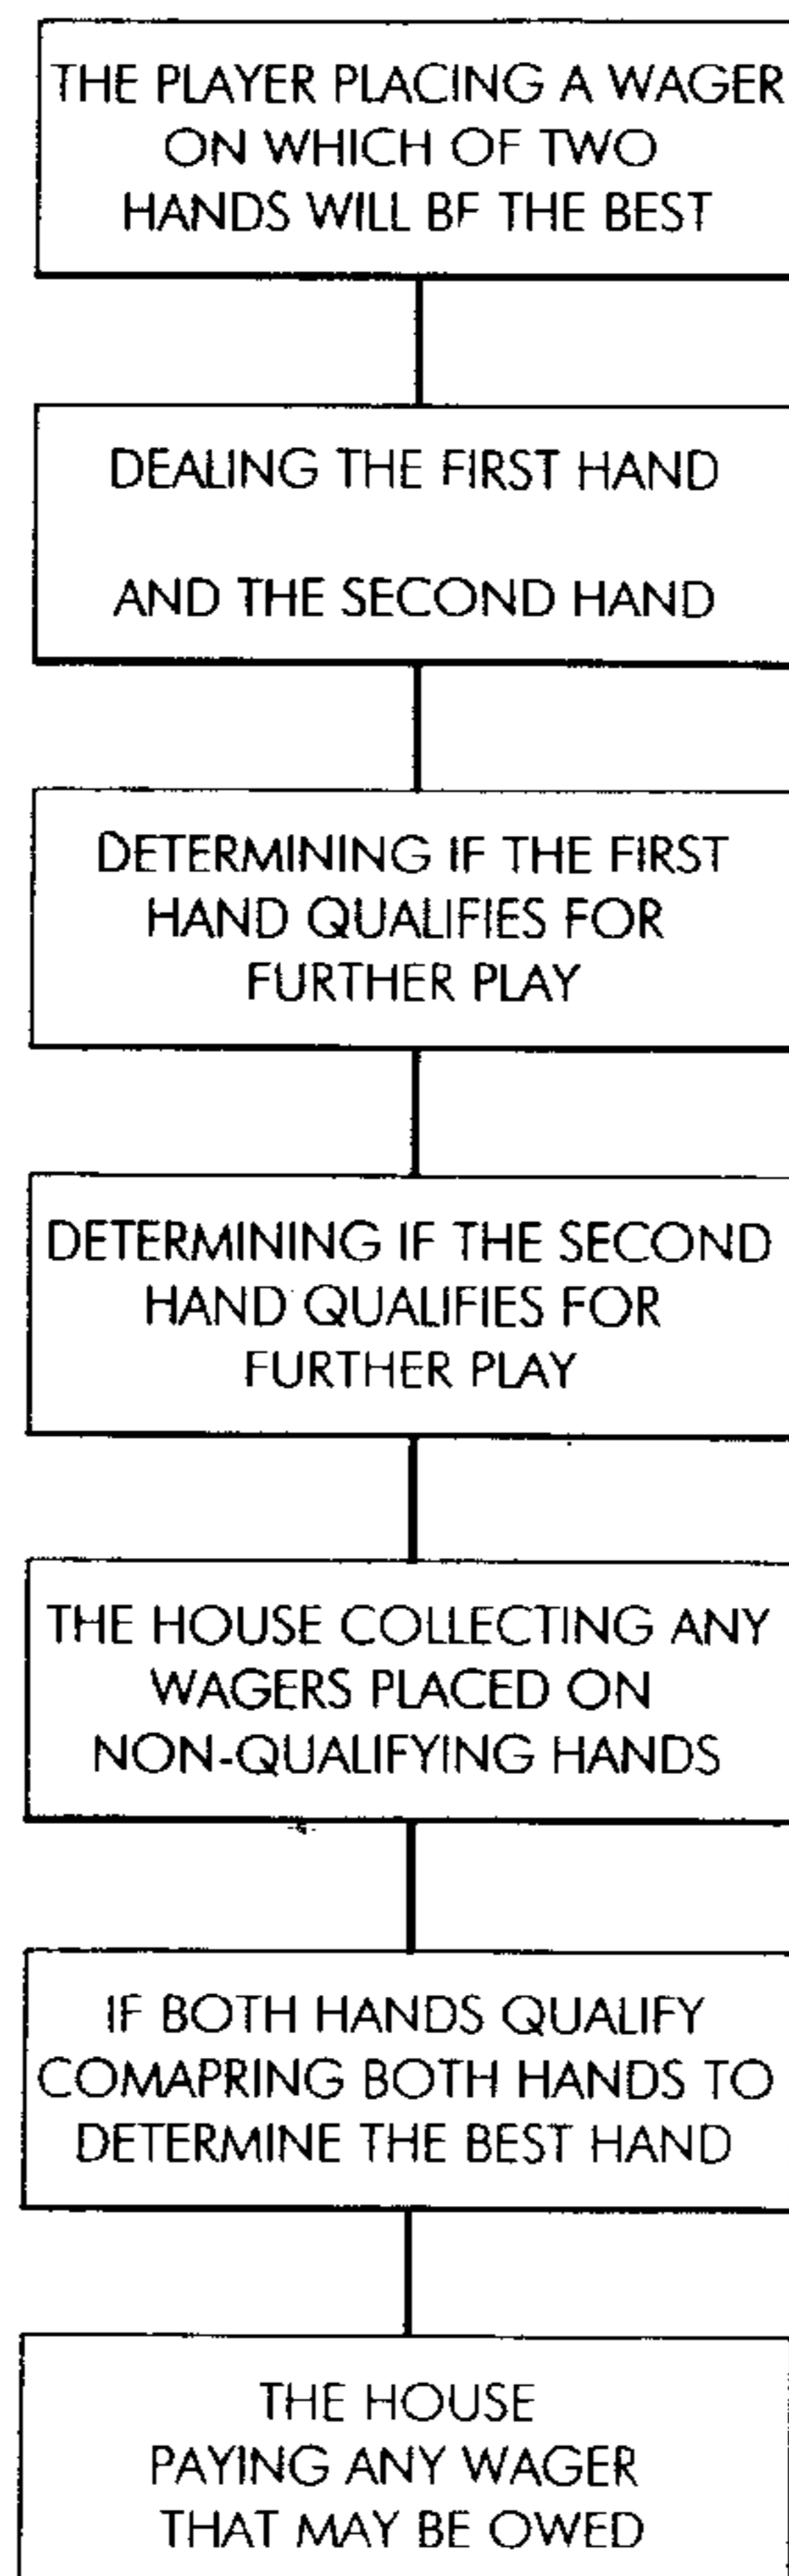 THE PLAYER PLACING A WAGER
ON WHICH OF TWO
HANDS WILL BE THE BEST
DEALING THE FIRST HAND
AND THE SECOND HAND
DETERMINING IF THE FIRST
HAND QUALIFIES FOR
FURTHER PLAY
DETERMINING IF THE SECOND
HAND QUALIFIES FOR
FURTHER PLAY
THE HOUSE COLLECTING ANY
WAGERS PLACED ON
NON-QUALIFYING HANDS
IF BOTH HANDS QUALIFY
COMAPRING BOTH HANDS TO
DETERMINE THE BEST HAND
THE HOUSE
PAYING ANY WAGER
THAT MAY BE OWED